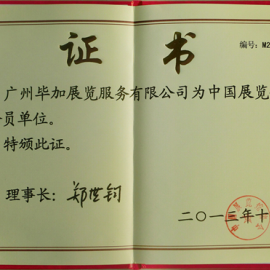 证书
编号：M2
广州毕加展览服务有限公司为中国展览
员单位。
特颁此证。
理事长：郑世钧
二〇一三年十